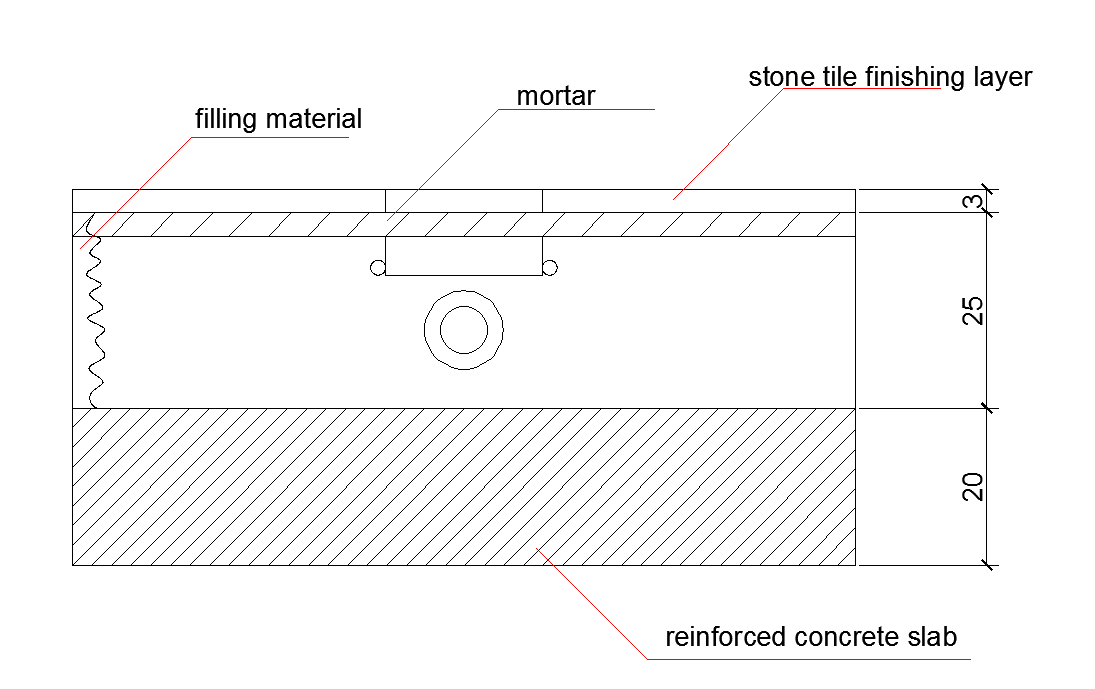 stone tile finishing layer
mortar
filling material
3
25
20
reinforced concrete slab